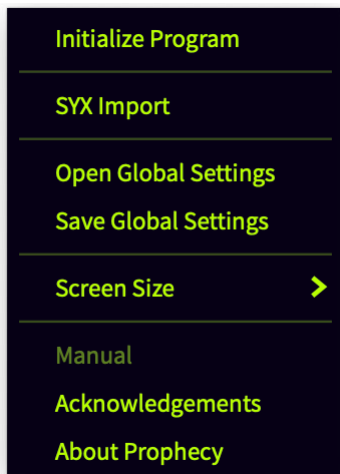 Initialize Program
SYX Import
Open Global Settings
Save Global Settings
Screen Size
Manual
Acknowledgements
About Prophecy